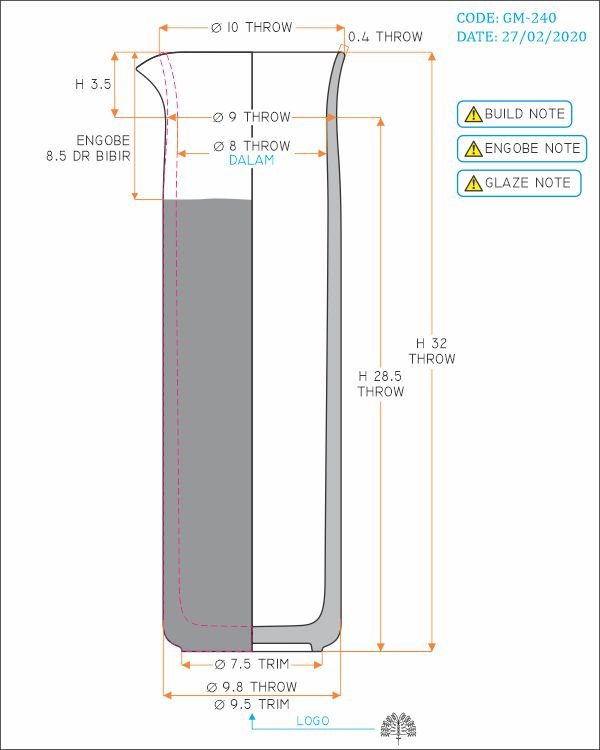 CODE: GM-240
DATE: 27/02/2020
Ø 10 THROW
0.4 THROW
H 3.5
Ø 9 THROW
ENGOBE
8.5 DR BIBIR
Ø 8 THROW
DALAM
BUILD NOTE
ENGOBE NOTE
GLAZE NOTE
H 32
THROW
H 28.5
THROW
Ø 7.5 TRIM
Ø 9.8 THROW
Ø 9.5 TRIM
LOGO